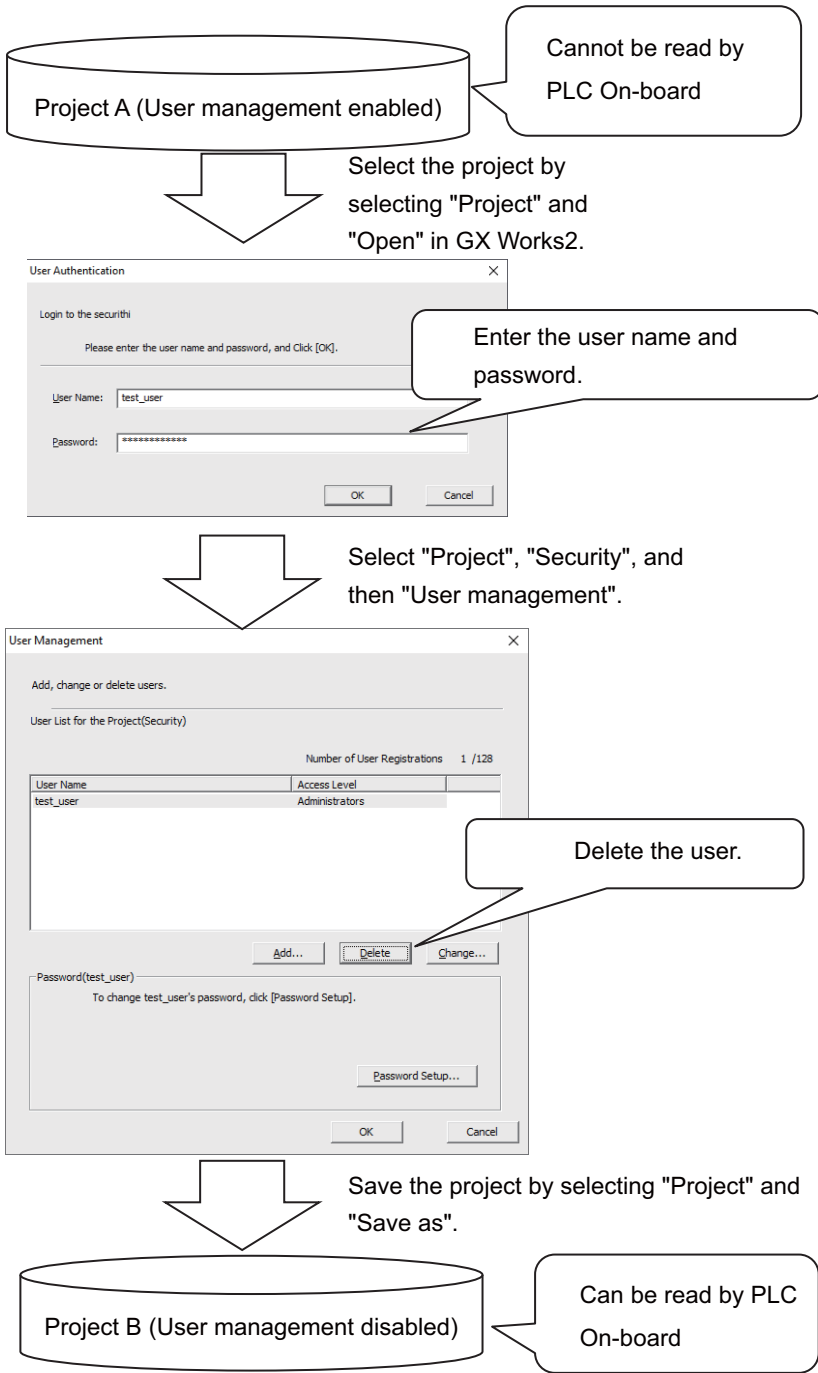 Cannot be read by
PLC On-board
Project A (User management enabled)
Select the project by
selecting "Project" and
"Open" in GX Works2.
User Authentication
Login to the securithi
Please enter the user name and password, and Click [OK].
Enter the user name and
password.
User Name: test_user
Password: ************
OK Cancel
Select "Project", "Security", and
then "User management".
User Management
Add, change or delete users.
User List for the Project(Security)
Number of User Registrations 1 /128
User Name Access Level
test_user Administrators
Delete the user.
Add... Delete Change...
Password(test_user)
To change test_user's password, click [Password Setup].
Password Setup...
OK Cancel
Save the project by selecting "Project" and
"Save as".
Can be read by PLC
On-board
Project B (User management disabled)